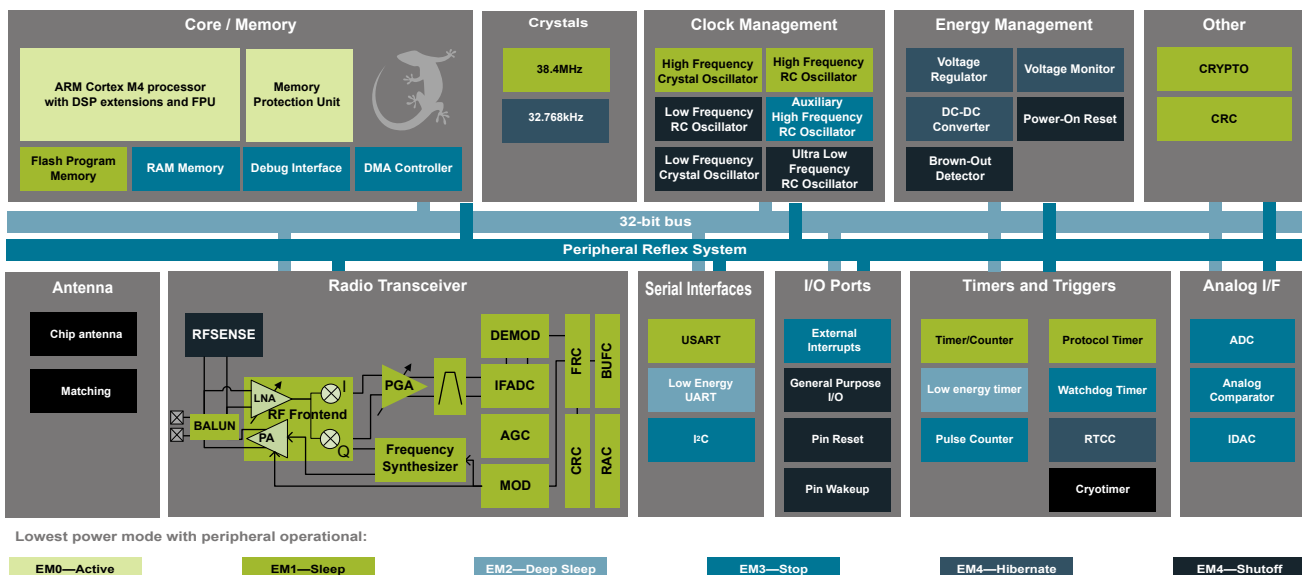 Core / Memory
ARM Cortex M4 processor
with DSP extensions and FPU
Memory
Protection Unit
Flash Program
Memory
RAM Memory
Debug Interface
DMA Controller
Crystals
38.4MHz
32.768kHz
Clock Management
High Frequency
Crystal Oscillator
High Frequency
RC Oscillator
Low Frequency
RC Oscillator
Auxiliary
High Frequency
RC Oscillator
Low Frequency
Crystal Oscillator
Ultra Low
Frequency
RC Oscillator
Energy Management
Voltage
Regulator
Voltage Monitor
DC-DC
Converter
Power-On Reset
Brown-Out
Detector
Other
CRYPTO
CRC
32-bit bus
Peripheral Reflex System
Antenna
Chip antenna
Matching
Radio Transceiver
RFSENSE
LNA
RF Frontend
I
PA
Q
BALUN
PGA
Frequency
Synthesizer
DEMOD
IFADC
AGC
MOD
FRC
BUFC
CRC
RAC
Serial Interfaces
USART
Low Energy
UART
I²C
I/O Ports
External
Interrupts
General Purpose
I/O
Pin Reset
Pin Wakeup
Timers and Triggers
Timer/Counter
Protocol Timer
Low energy timer
Watchdog Timer
Pulse Counter
RTCC
Cryotimer
Analog I/F
ADC
Analog
Comparator
IDAC
Lowest power mode with peripheral operational:
EM0—Active
EM1—Sleep
EM2—Deep Sleep
EM3—Stop
EM4—Hibernate
EM4—Shutoff